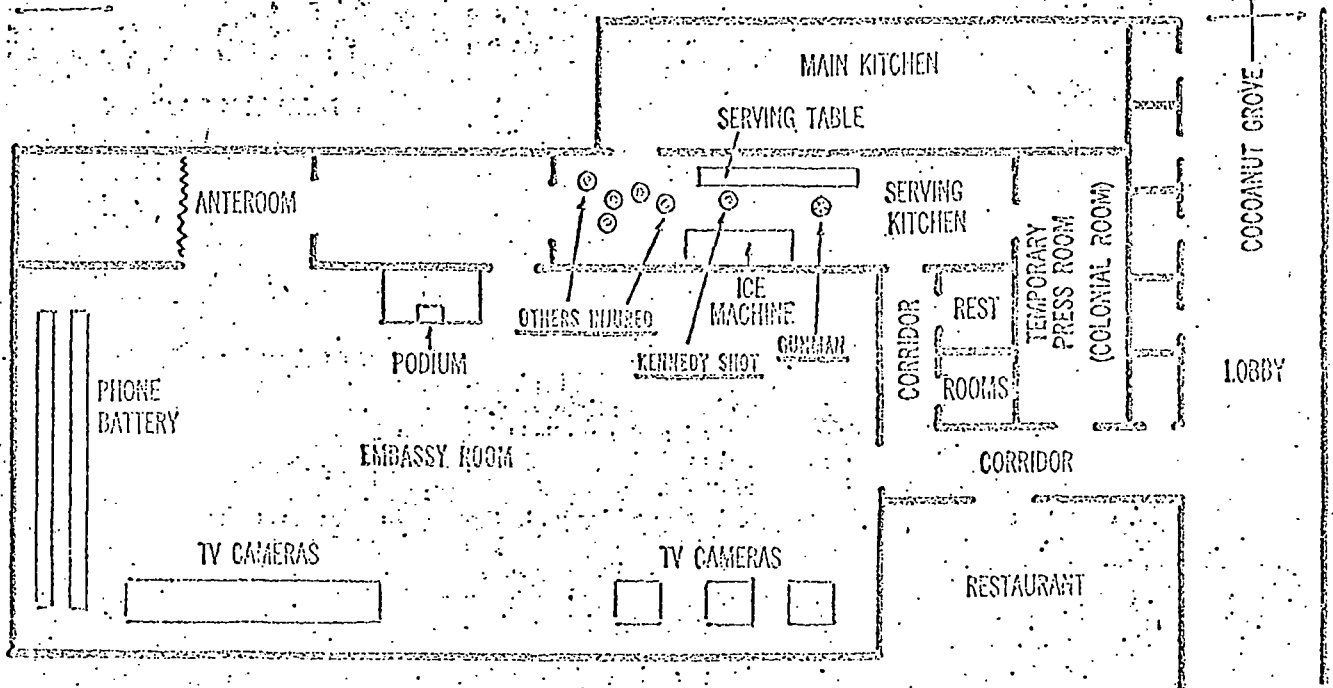 MAIN KITCHEN
COCOANUT GROVE
SERVING TABLE
ANTEROOM
SERVING
KITCHEN
TEMPORARY
PRESS ROOM
(COLONIAL ROOM)
OTHERS INJURED
ICE
MACHINE
KENNEDY SHOT
GUNMAN
CORRIDOR
REST
ROOMS
PODIUM
PHONE
BATTERY
LOBBY
EMBASSY ROOM
CORRIDOR
TV CAMERAS
TV CAMERAS
RESTAURANT